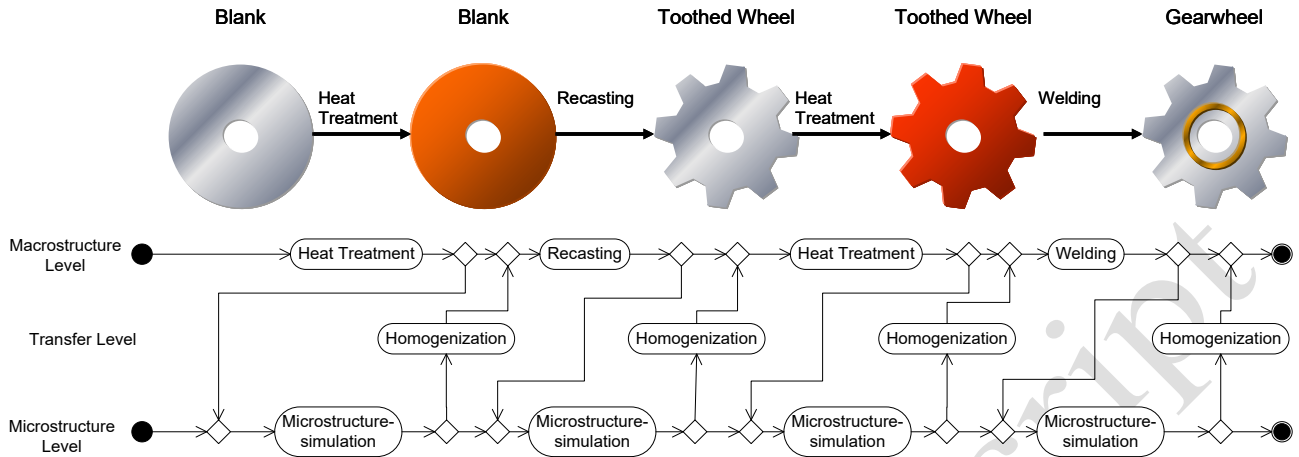 Blank
Blank
Toothed Wheel
Toothed Wheel
Gearwheel
Heat
Treatment
Recasting
Heat
Treatment
Welding
Macrostructure
Level
Heat Treatment
Recasting
Heat Treatment
Welding
Transfer Level
Homogenization
Homogenization
Homogenization
Homogenization
Microstructure
Level
Microstructure-
simulation
Microstructure-
simulation
Microstructure-
simulation
Microstructure-
simulation
cript